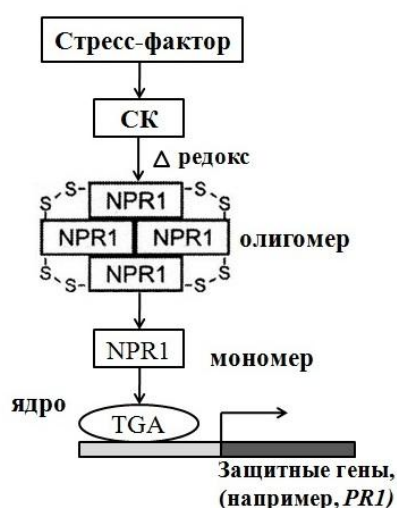 Стресс-фактор
СК
△ редокс
S S NPR1 S S
NPR1 NPR1 олигомер
S S NPR1 S S
NPR1 мономер
ядро
TGA
Защитные гены,
(например, PR1)